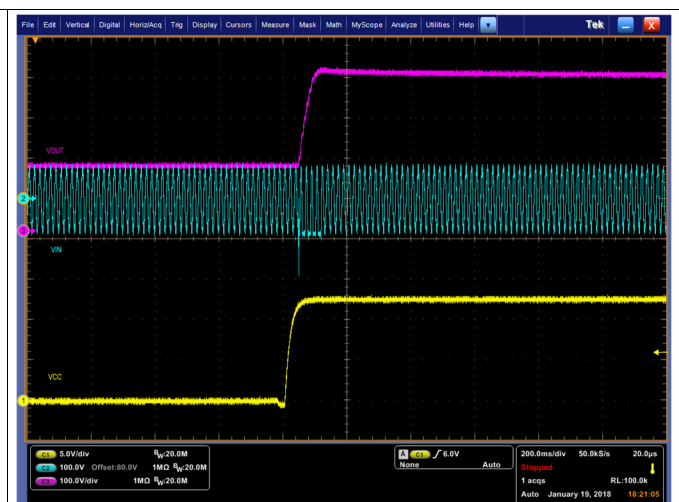 File Edit Vertical Digital Horiz/Acq Trig Display Cursors Measure Mask Math MyScope Analyze Utilities Help Tek X
VOUT
2
3
VIN
VCC
1
C1 5.0V/div BW:20.0M
C2 100.0V Offset:80.0V 1MΩ BW:20.0M
C3 100.0V/div 1MΩ BW:20.0M
A C1 6.0V
None Auto
200.0ms/div 50.0kS/s 20.0µs
Stopped
1 acqs RL:100.0k
Auto January 19, 2018 18:21:05